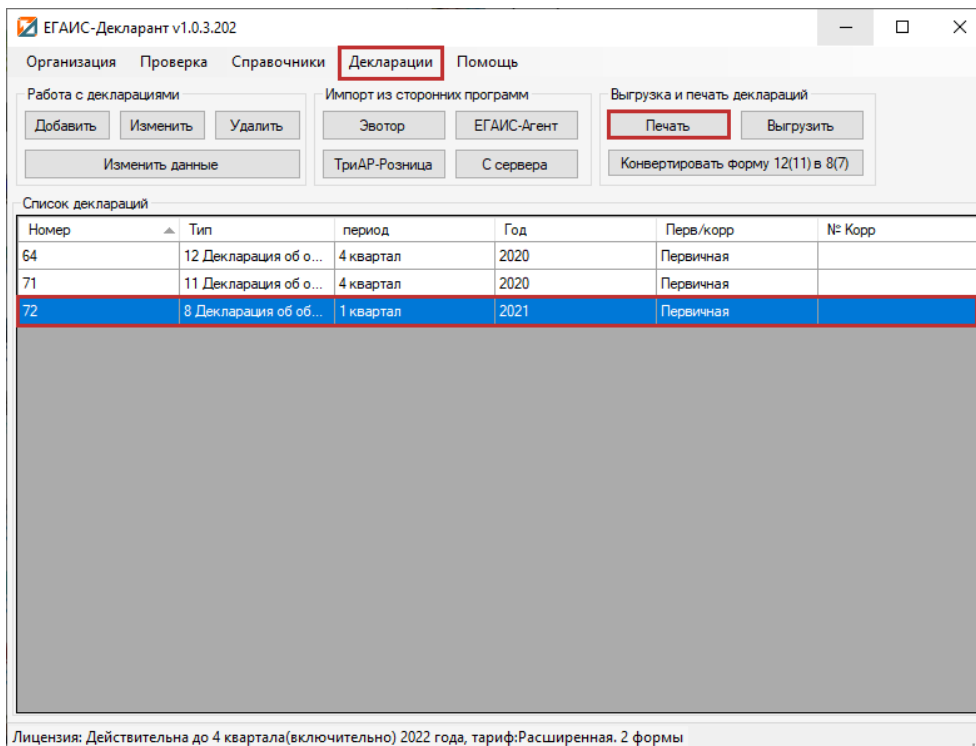 ЕГАИС-Декларант v1.0.3.202
Организация Проверка Справочники Декларации Помощь
Работа с декларациями Импорт из сторонних программ Выгрузка и печать деклараций
Добавить Изменить Удалить Эвотор ЕГАИС-Агент Печать Выгрузить
Изменить данные ТриАР-Розница С сервера Конвертировать форму 12(11) в 8(7)
Список деклараций
Номер Тип период Год Перв/корр № Корр
64 12 Декларация об о... 4 квартал 2020 Первичная
71 11 Декларация об о... 4 квартал 2020 Первичная
72 8 Декларация об об... 1 квартал 2021 Первичная
Лицензия: Действительна до 4 квартала(включительно) 2022 года, тариф:Расширенная. 2 формы